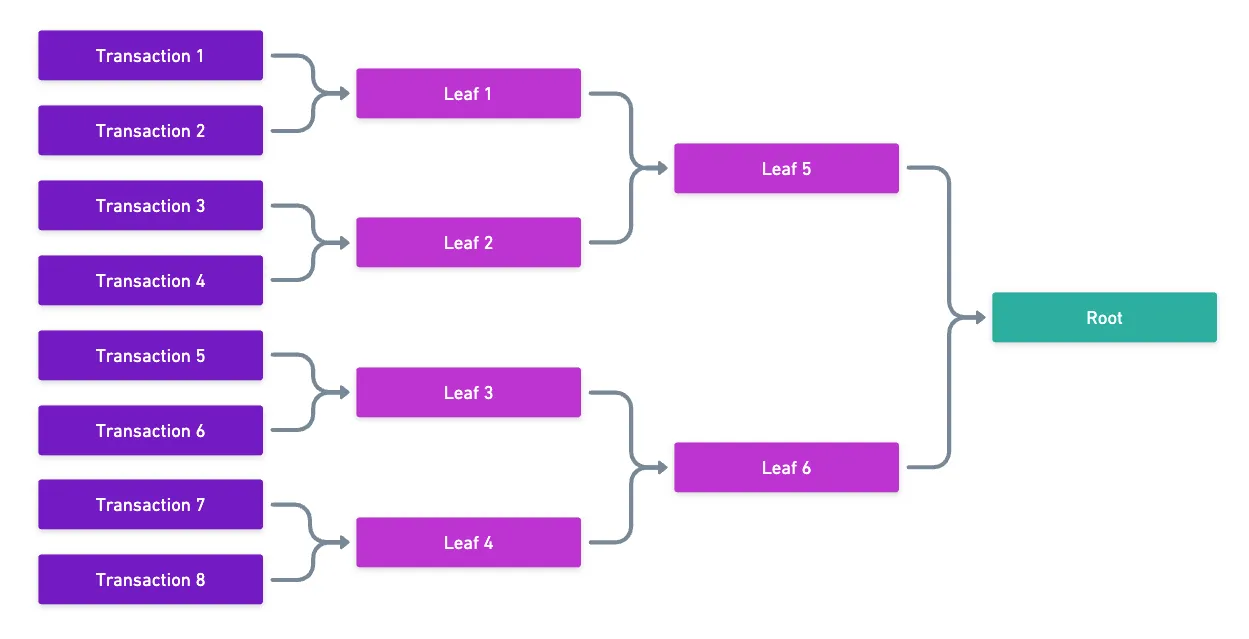 Transaction 1
Transaction 2
Transaction 3
Transaction 4
Transaction 5
Transaction 6
Transaction 7
Transaction 8
Leaf 1
Leaf 2
Leaf 3
Leaf 4
Leaf 5
Leaf 6
Root